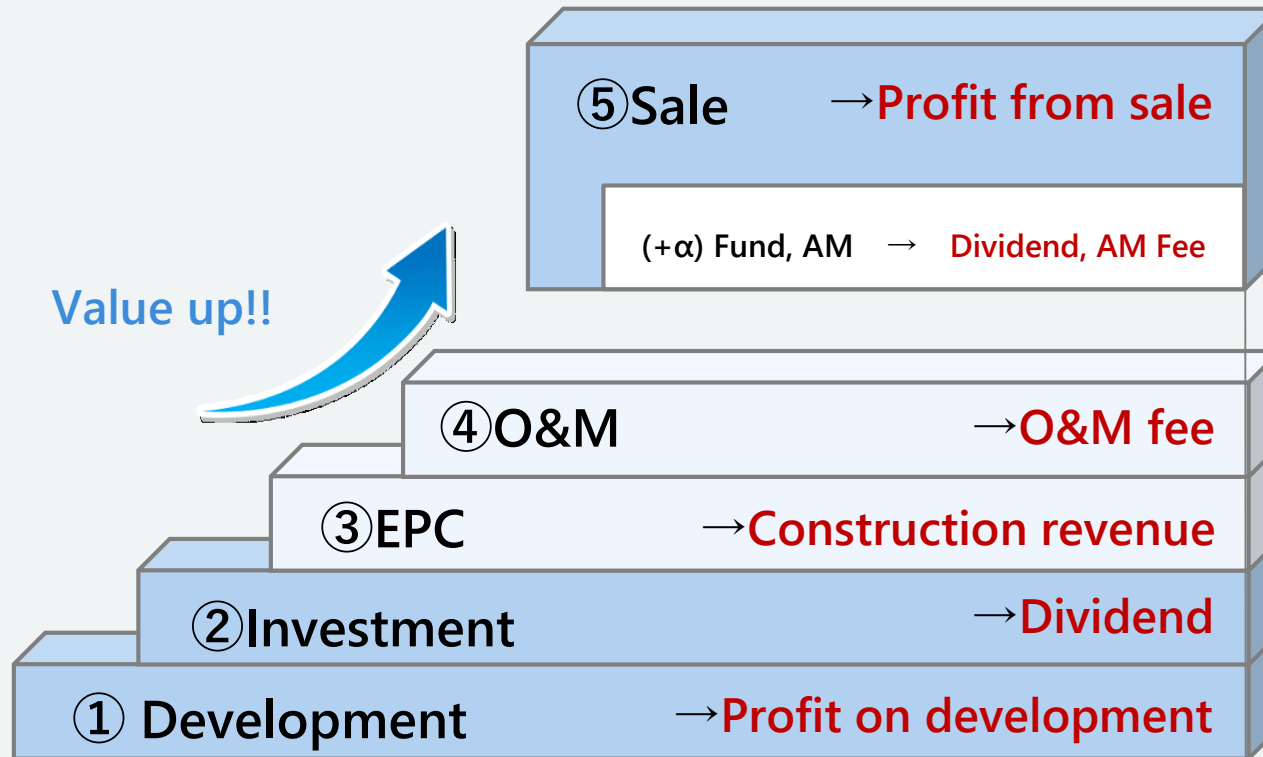 ⑤Sale →Profit from sale
(+α) Fund, AM → Dividend, AM Fee
Value up!!
④O&M →O&M fee
③EPC →Construction revenue
②Investment →Dividend
① Development →Profit on development